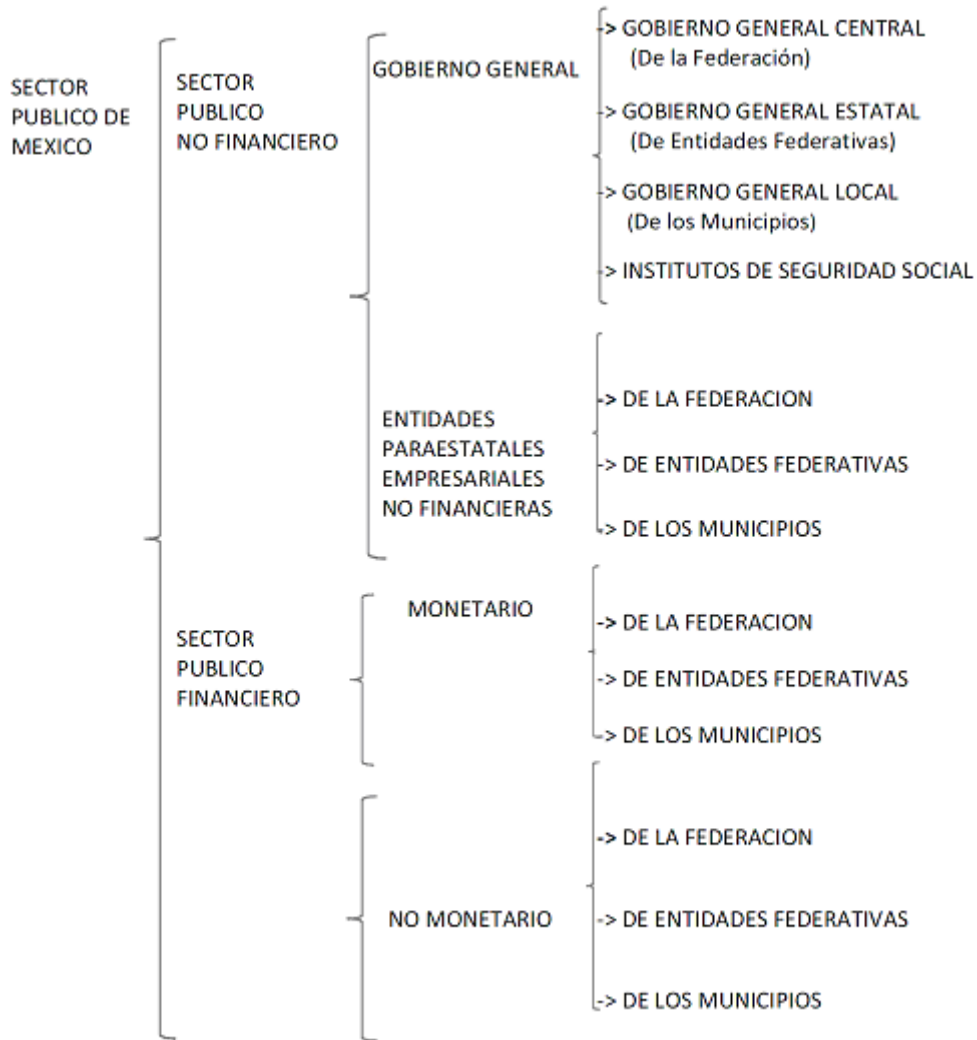 SECTOR
PUBLICO DE
MEXICO
SECTOR
PUBLICO
NO FINANCIERO
GOBIERNO GENERAL
-> GOBIERNO GENERAL CENTRAL
(De la Federación)
-> GOBIERNO GENERAL ESTATAL
(De Entidades Federativas)
-> GOBIERNO GENERAL LOCAL
(De los Municipios)
-> INSTITUTOS DE SEGURIDAD SOCIAL
ENTIDADES
PARAESTATALES
EMPRESARIALES
NO FINANCIERAS
-> DE LA FEDERACION
-> DE ENTIDADES FEDERATIVAS
-> DE LOS MUNICIPIOS
SECTOR
PUBLICO
FINANCIERO
MONETARIO
-> DE LA FEDERACION
-> DE ENTIDADES FEDERATIVAS
-> DE LOS MUNICIPIOS
NO MONETARIO
-> DE LA FEDERACION
-> DE ENTIDADES FEDERATIVAS
-> DE LOS MUNICIPIOS